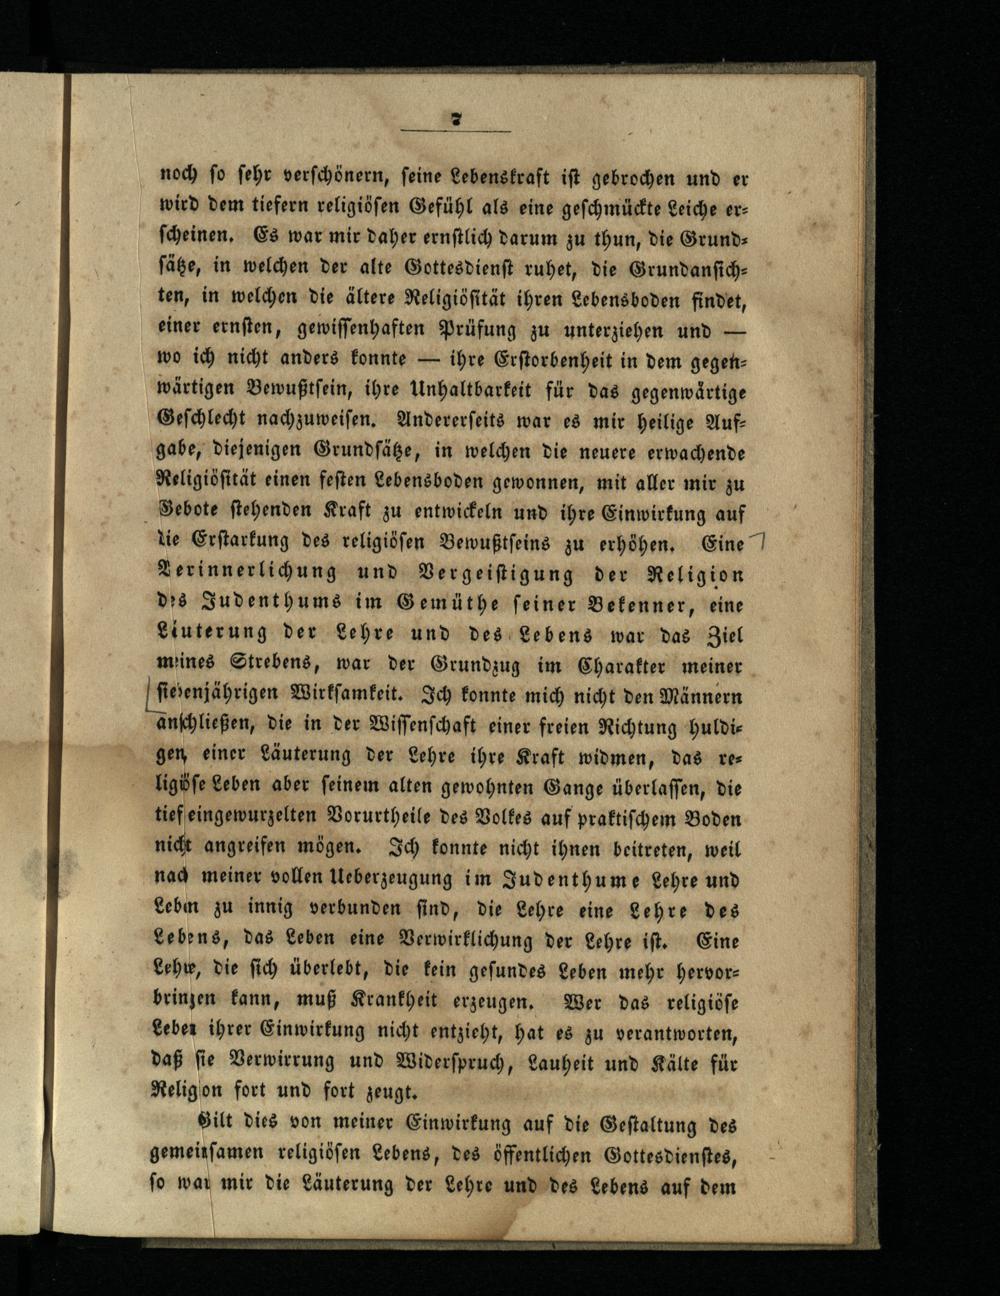 7
noch so sehr verschönern, seine Lebenskraft ist gebrochen und er
wird dem tiefern religiösen Gefühl als eine geschmückte Leiche er-
scheinen. Es war mir daher ernstlich darum zu thun, die Grund-
sätze, in welchen der alte Gottesdienst ruhet, die Grundansich-
ten, in welchen die ältere Religiösität ihren Lebensboden findet,
einer ernsten, gewissenhaften Prüfung zu unterziehen und —
wo ich nicht anders konnte — ihre Erstorbenheit in dem gegen-
wärtigen Bewußtsein, ihre Unhaltbarkeit für das gegenwärtige
Geschlecht nachzuweisen. Andererseits war es mir heilige Auf-
gabe, diejenigen Grundsätze, in welchen die neuere erwachende
Religiösität einen festen Lebensboden gewonnen, mit aller mir zu
Gebote stehenden Kraft zu entwickeln und ihre Einwirkung auf
die Erstarkung des religiösen Bewußtseins zu erhöhen. Eine
Verinnerlichung und Vergeistigung der Religion
des Judenthums im Gemüthe seiner Bekenner, eine
Läuterung der Lehre und des Lebens war das Ziel
meines Strebens, war der Grundzug im Charakter meiner
siebenjährigen Wirksamkeit. Ich konnte mich nicht den Männern
anschließen, die in der Wissenschaft einer freien Richtung huldi-
gen, einer Läuterung der Lehre ihre Kraft widmen, das re-
ligiöse Leben aber seinem alten gewohnten Gange überlassen, die
tief eingewurzelten Vorurtheile des Volkes auf praktischem Boden
nicht angreifen mögen. Ich konnte nicht ihnen beitreten, weil
nach meiner vollen Ueberzeugung im Judenthume Lehre und
Leben zu innig verbunden sind, die Lehre eine Lehre des
Lebens, das Leben eine Verwirklichung der Lehre ist. Eine
Lehre, die sich überlebt, die kein gesundes Leben mehr hervor-
bringen kann, muß Krankheit erzeugen. Wer das religiöse
Leben ihrer Einwirkung nicht entzieht, hat es zu verantworten,
daß sie Verwirrung und Widerspruch, Lauheit und Kälte für
Religion fort und fort zeugt.
Gilt dies von meiner Einwirkung auf die Gestaltung des
gemeinsamen religiösen Lebens, des öffentlichen Gottesdienstes,
so war mir die Läuterung der Lehre und des Lebens auf dem